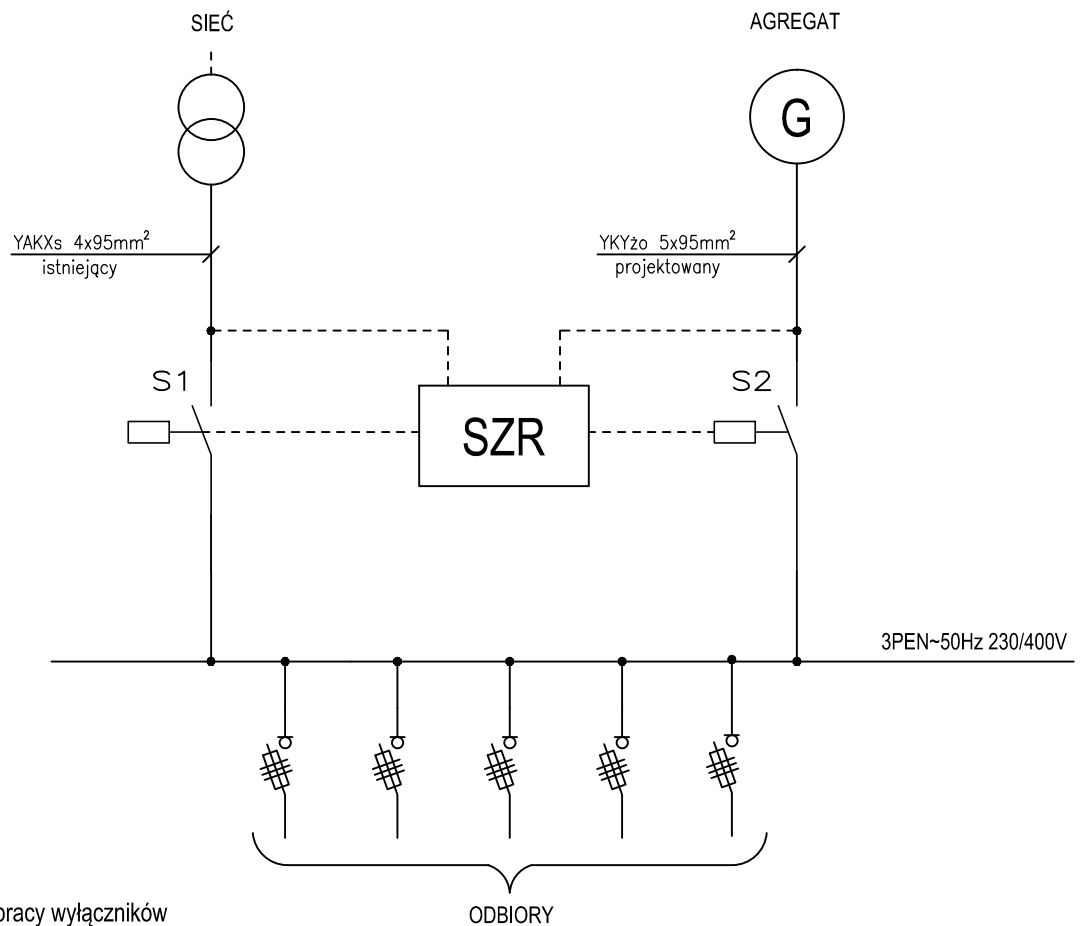 SIEĆ
AGREGAT
G
YAKXs 4x95mm²
istniejący
YKYżo 5x95mm²
projektowany
S1
S2
SZR
3PEN~50Hz 230/400V
ODBIORY
pracy wyłączników